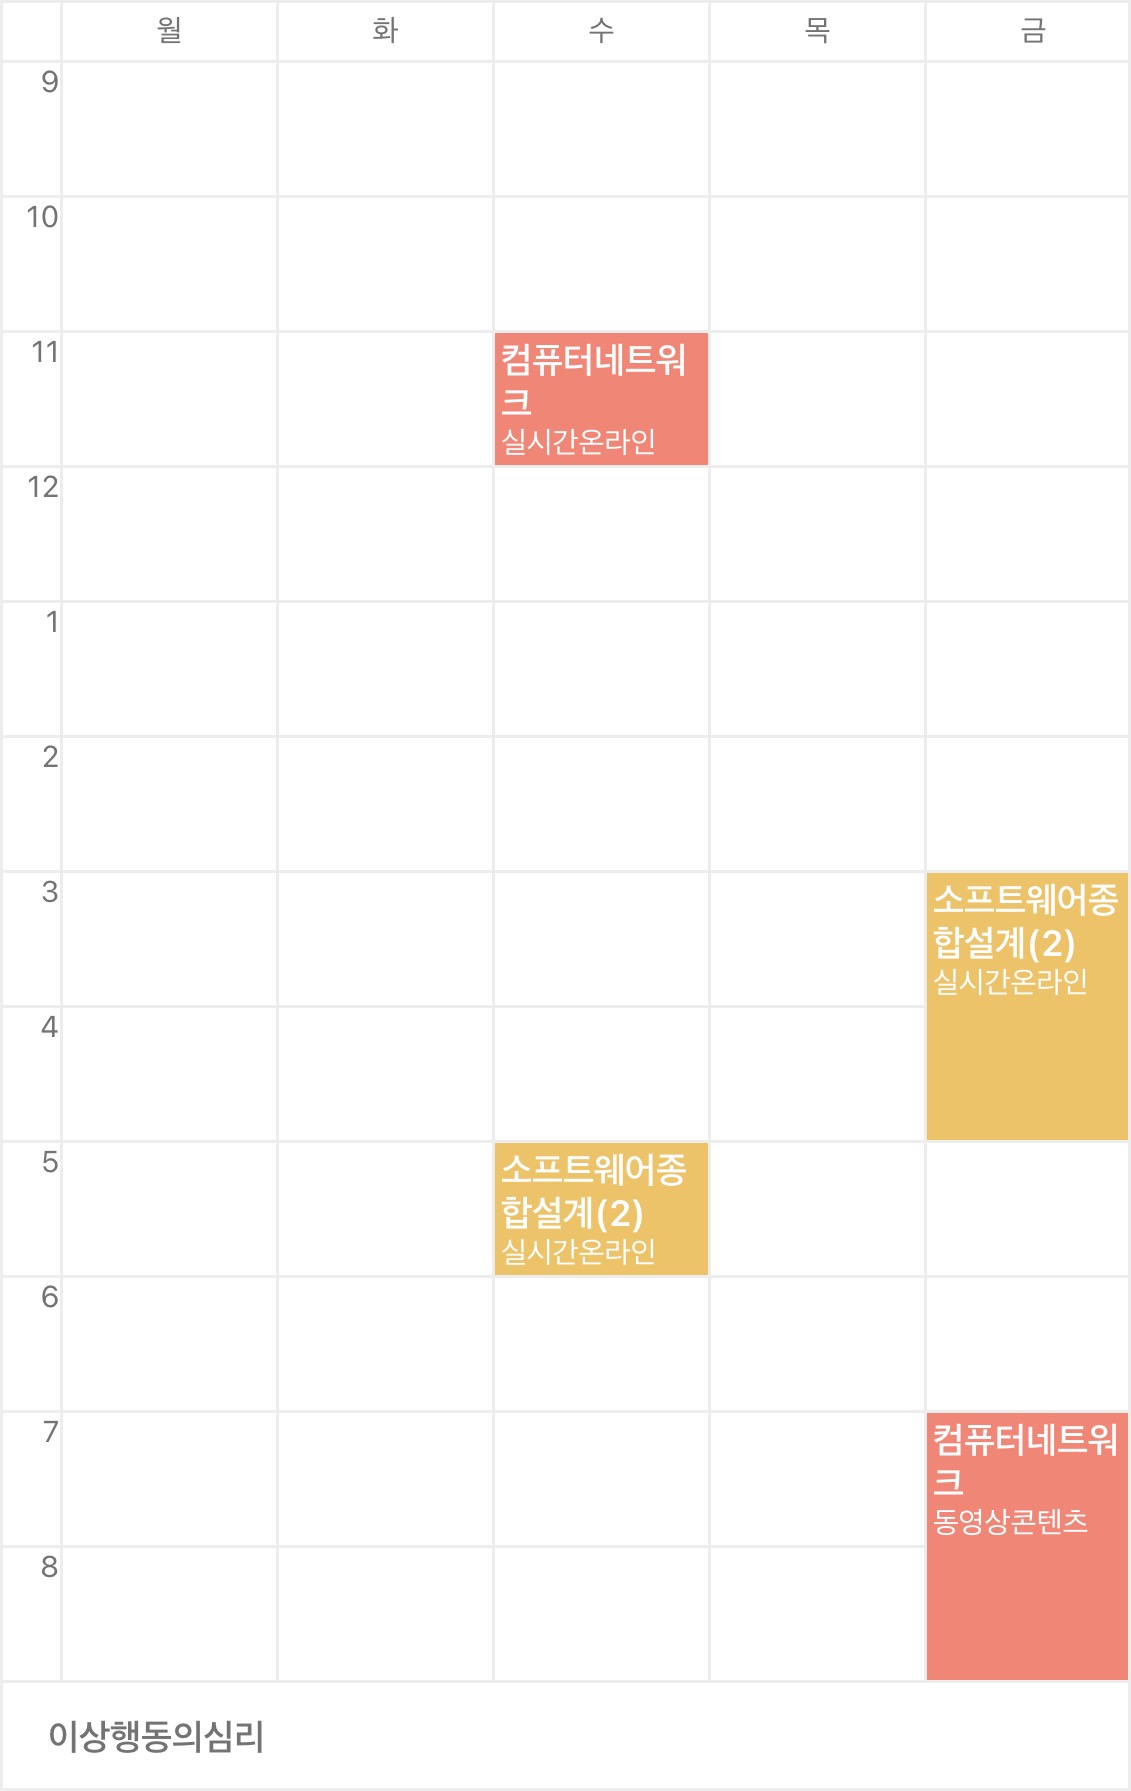 월 화 수 목 금
9
10
11
컴퓨터네트워
크
실시간온라인
12
1
2
3
소프트웨어종
합설계(2)
실시간온라인
4
5
소프트웨어종
합설계(2)
실시간온라인
6
7
컴퓨터네트워
크
동영상콘텐츠
8
이상행동의심리